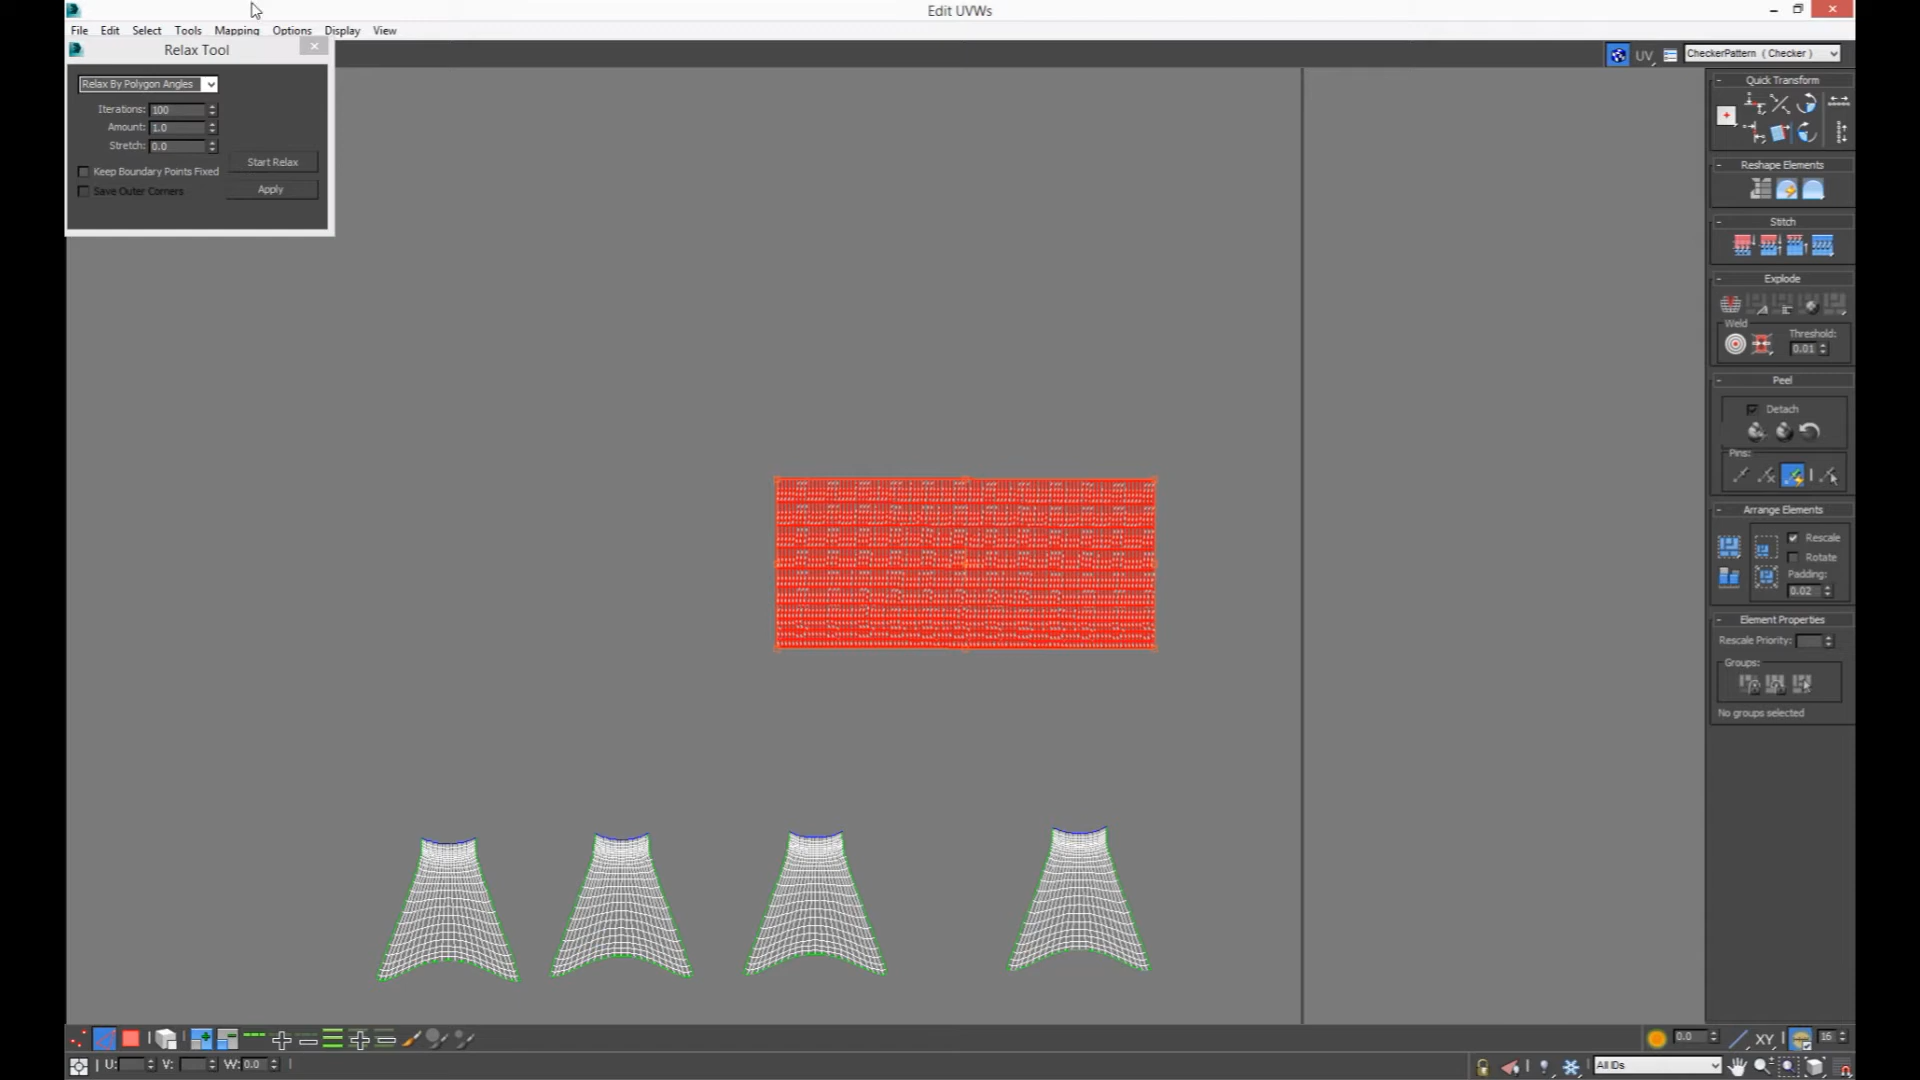 Edit UVWs
File Edit Select Tools Mapping Options Display View
Relax Tool
UV CheckerPattern ( Checker )
Relax By Polygon Angles
Iterations: 100
Amount: 1.0
Stretch: 0.0
Start Relax
Keep Boundary Points Fixed
Apply
Save Outer Corners
Quick Transform
Reshape Elements
Stitch
Explode
Weld
Threshold:
0.01
Peel
Detach
Pins:
Arrange Elements
Rescale
Rotate
Padding:
0.02
Element Properties
Rescale Priority:
Groups:
No groups selected
0.0 XY 16
U: V: W: 0.0 All IDs